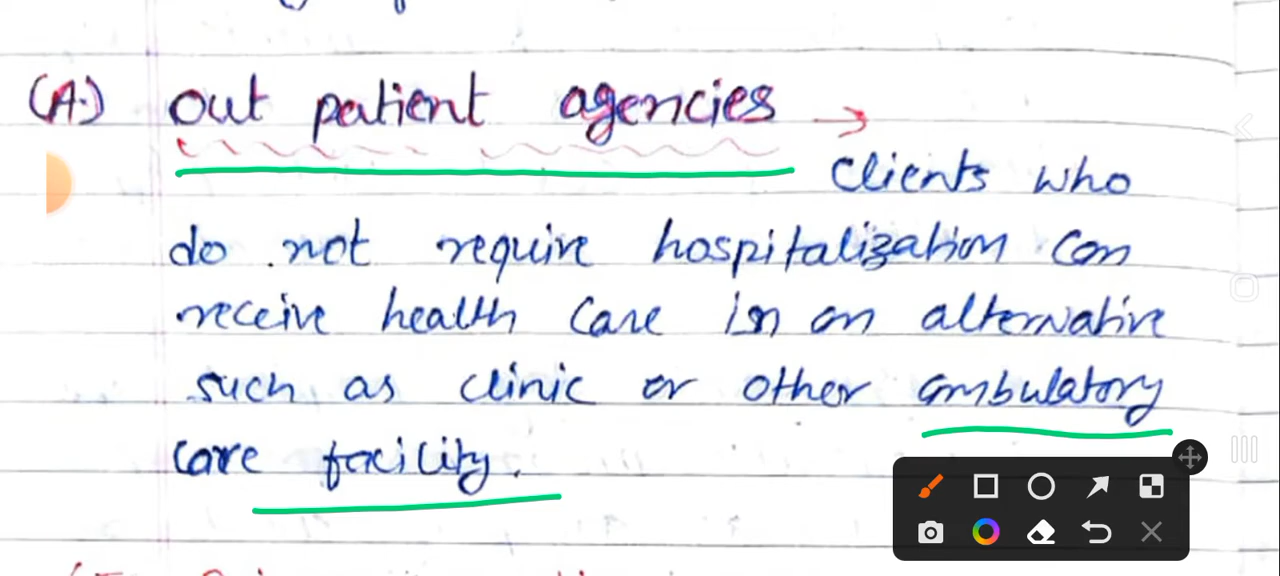 (A.) out patient agencies →
clients who
do not require hospitalization can
receive health care in an alternative
such as clinic or other ambulatory
care facility.